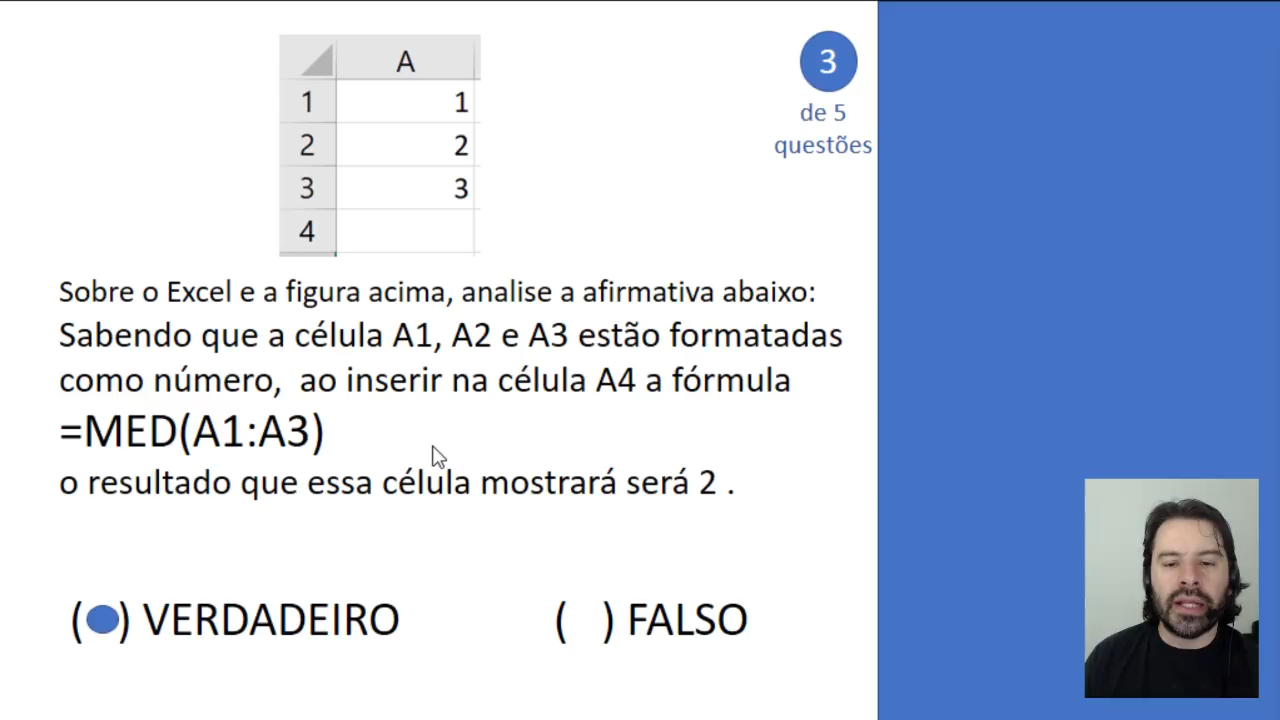 A
1 1
2 2
3 3
4
3
de 5
questões
Sobre o Excel e a figura acima, analise a afirmativa abaixo:
Sabendo que a célula A1, A2 e A3 estão formatadas
como número, ao inserir na célula A4 a fórmula
=MED(A1:A3)
o resultado que essa célula mostrará será 2 .
( ) VERDADEIRO ( ) FALSO